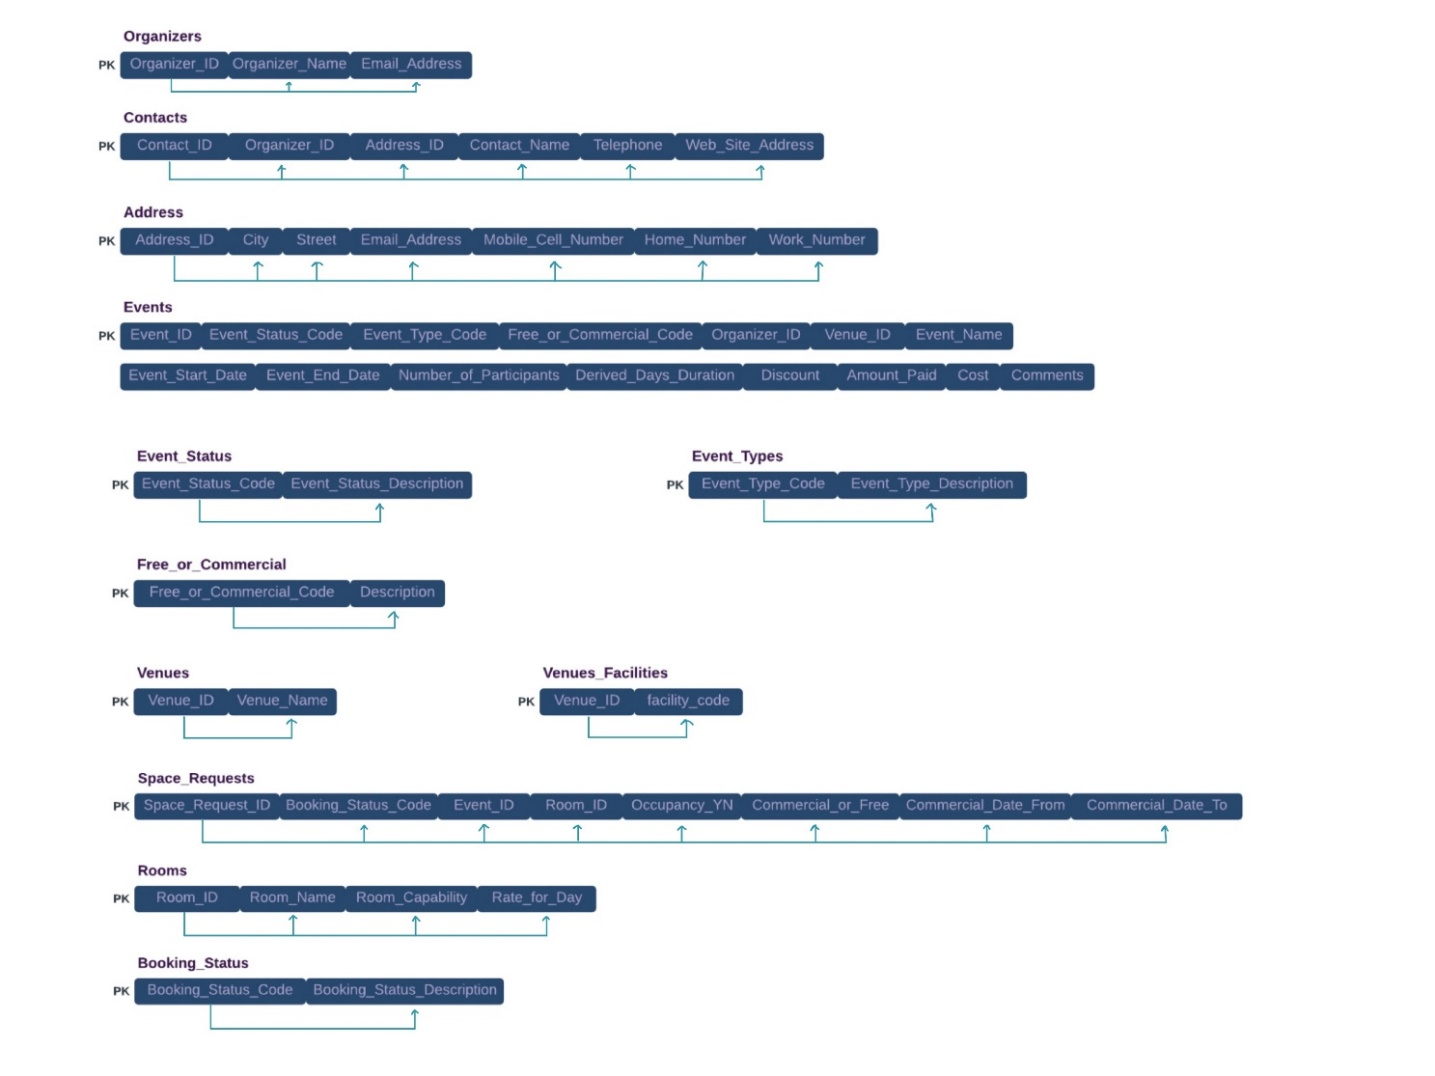 Organizers
PK Organizer_ID Organizer_Name Email_Address
Contacts
PK Contact_ID Organizer_ID Address_ID Contact_Name Telephone Web_Site_Address
Address
PK Address_ID City Street Email_Address Mobile_Cell_Number Home_Number Work_Number
Events
PK Event_ID Event_Status_Code Event_Type_Code Free_or_Commercial_Code Organizer_ID Venue_ID Event_Name
Event_Start_Date Event_End_Date Number_of_Participants Derived_Days_Duration Discount Amount_Paid Cost Comments
Event_Status Event_Types
PK Event_Status_Code Event_Status_Description PK Event_Type_Code Event_Type_Description
Free_or_Commercial
PK Free_or_Commercial_Code Description
Venues Venues_Facilities
PK Venue_ID Venue_Name PK Venue_ID facility_code
Space_Requests
PK Space_Request_ID Booking_Status_Code Event_ID Room_ID Occupancy_YN Commercial_or_Free Commercial_Date_From Commercial_Date_To
Rooms
PK Room_ID Room_Name Room_Capability Rate_for_Day
Booking_Status
PK Booking_Status_Code Booking_Status_Description